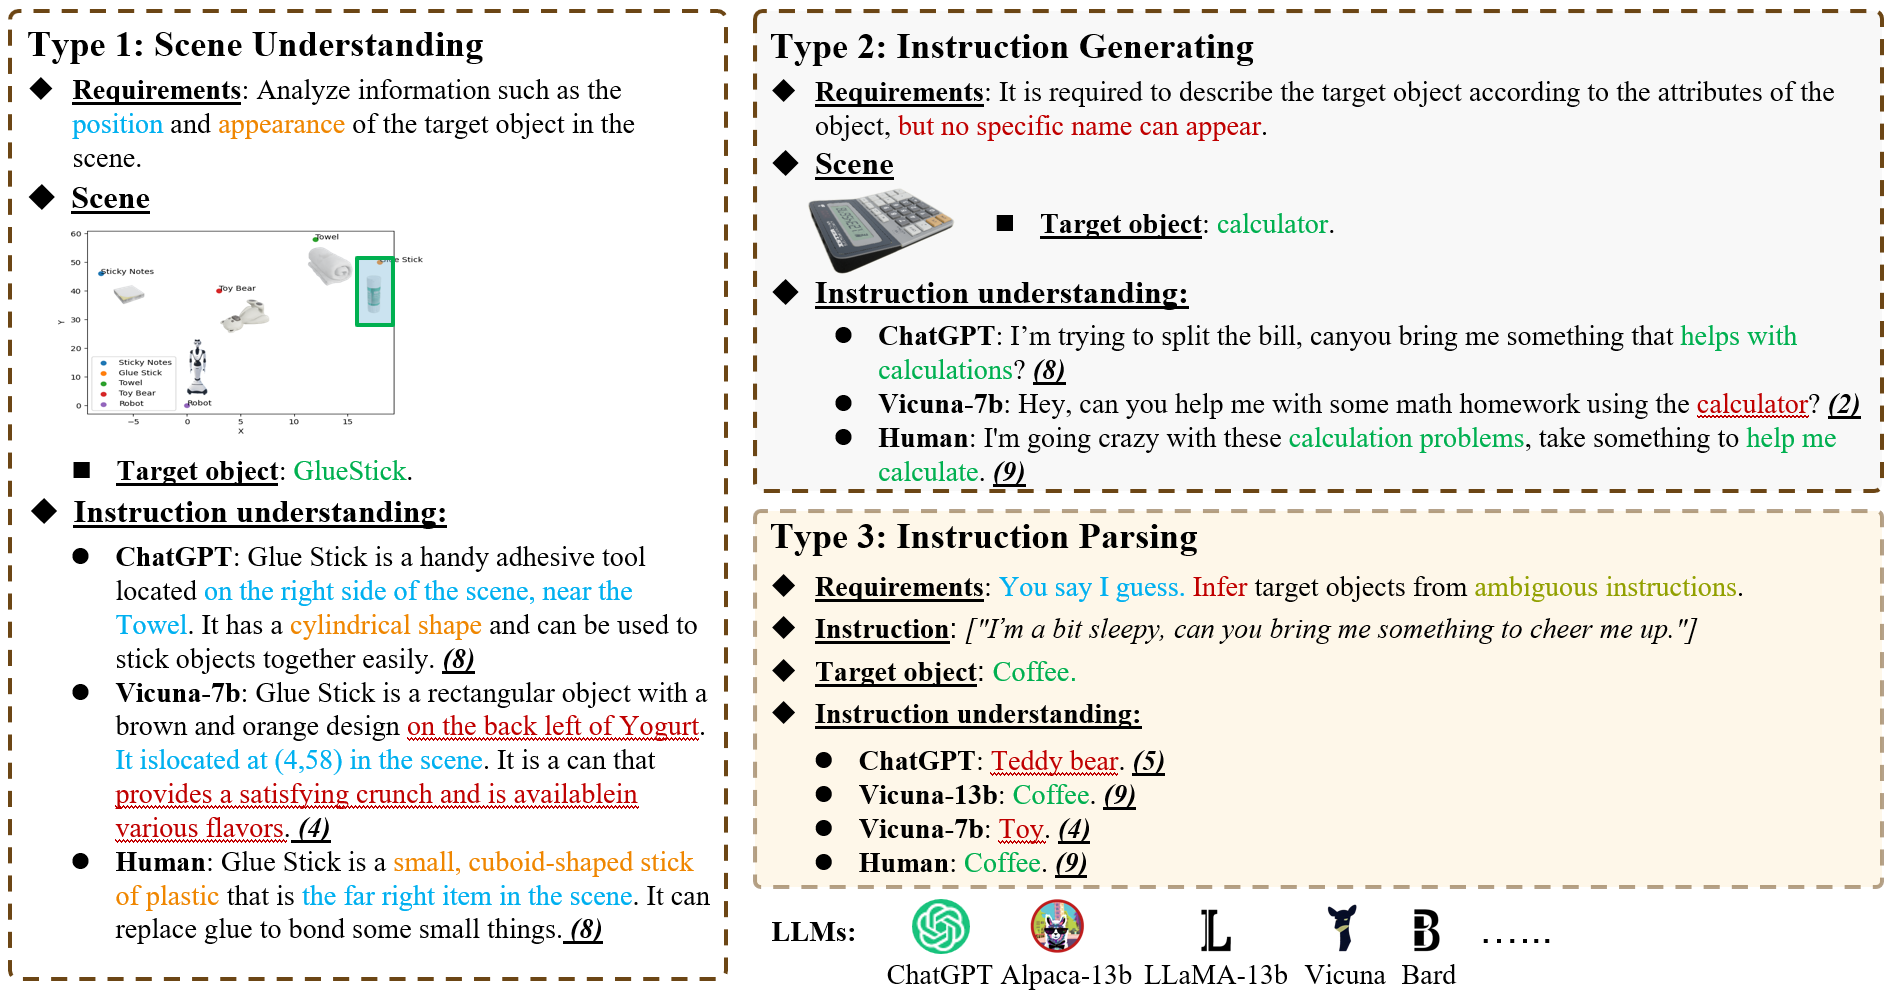 Type 1: Scene Understanding
Requirements: Analyze information such as the
position and appearance of the target object in the
scene.
Scene
60
50
40
30
20
10
0
Y
−5
0
5
10
15
X
Towel
Glue Stick
Sticky Notes
Toy Bear
Robot
Sticky Notes
Glue Stick
Towel
Toy Bear
Robot
Target object: GlueStick.
Instruction understanding:
ChatGPT: Glue Stick is a handy adhesive tool
located on the right side of the scene, near the
Towel. It has a cylindrical shape and can be used to
stick objects together easily. (8)
Vicuna-7b: Glue Stick is a rectangular object with a
brown and orange design on the back left of Yogurt.
It islocated at (4,58) in the scene. It is a can that
provides a satisfying crunch and is availablein
various flavors. (4)
Human: Glue Stick is a small, cuboid-shaped stick
of plastic that is the far right item in the scene. It can
replace glue to bond some small things. (8)
Type 2: Instruction Generating
Requirements: It is required to describe the target object according to the attributes of the
object, but no specific name can appear.
Scene
Target object: calculator.
Instruction understanding:
ChatGPT: I’m trying to split the bill, canyou bring me something that helps with
calculations? (8)
Vicuna-7b: Hey, can you help me with some math homework using the calculator? (2)
Human: I'm going crazy with these calculation problems, take something to help me
calculate. (9)
Type 3: Instruction Parsing
Requirements: You say I guess. Infer target objects from ambiguous instructions.
Instruction: ["I’m a bit sleepy, can you bring me something to cheer me up."]
Target object: Coffee.
Instruction understanding:
ChatGPT: Teddy bear. (5)
Vicuna-13b: Coffee. (9)
Vicuna-7b: Toy. (4)
Human: Coffee. (9)
LLMs:
ChatGPT Alpaca-13b LLaMA-13b Vicuna Bard ……